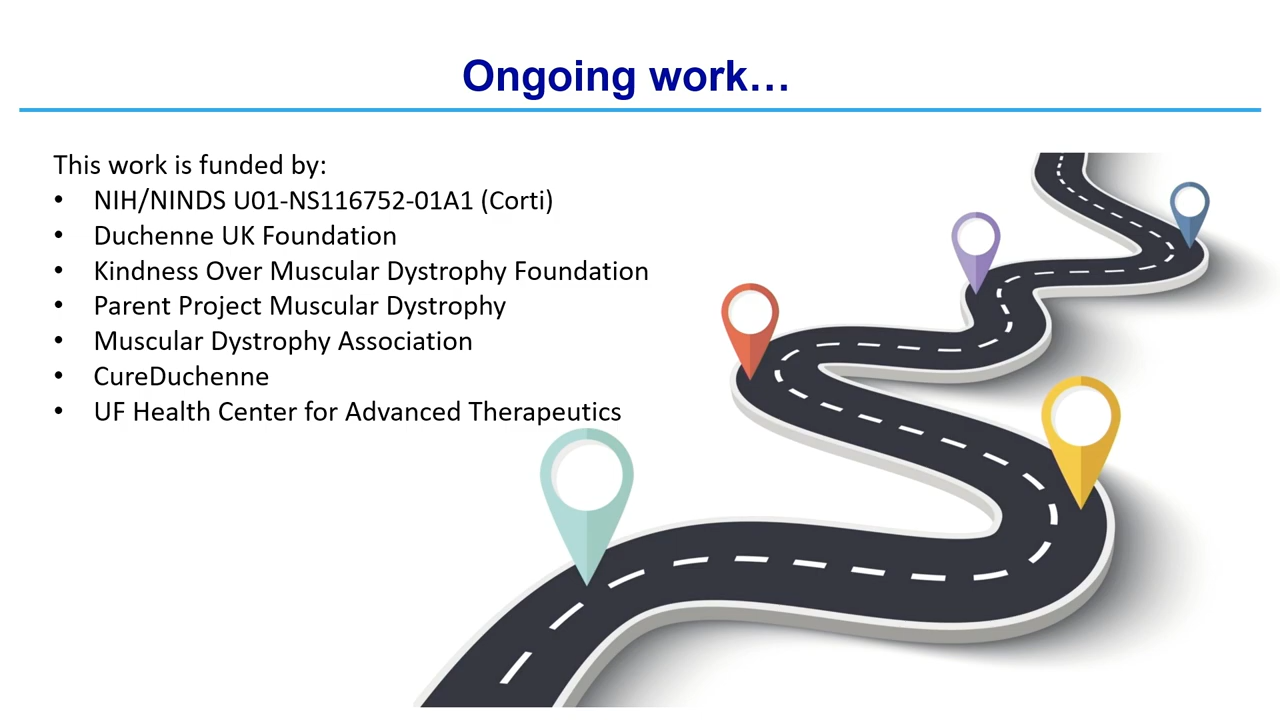 Ongoing work…
This work is funded by:
• NIH/NINDS U01-NS116752-01A1 (Corti)
• Duchenne UK Foundation
• Kindness Over Muscular Dystrophy Foundation
• Parent Project Muscular Dystrophy
• Muscular Dystrophy Association
• CureDuchenne
• UF Health Center for Advanced Therapeutics